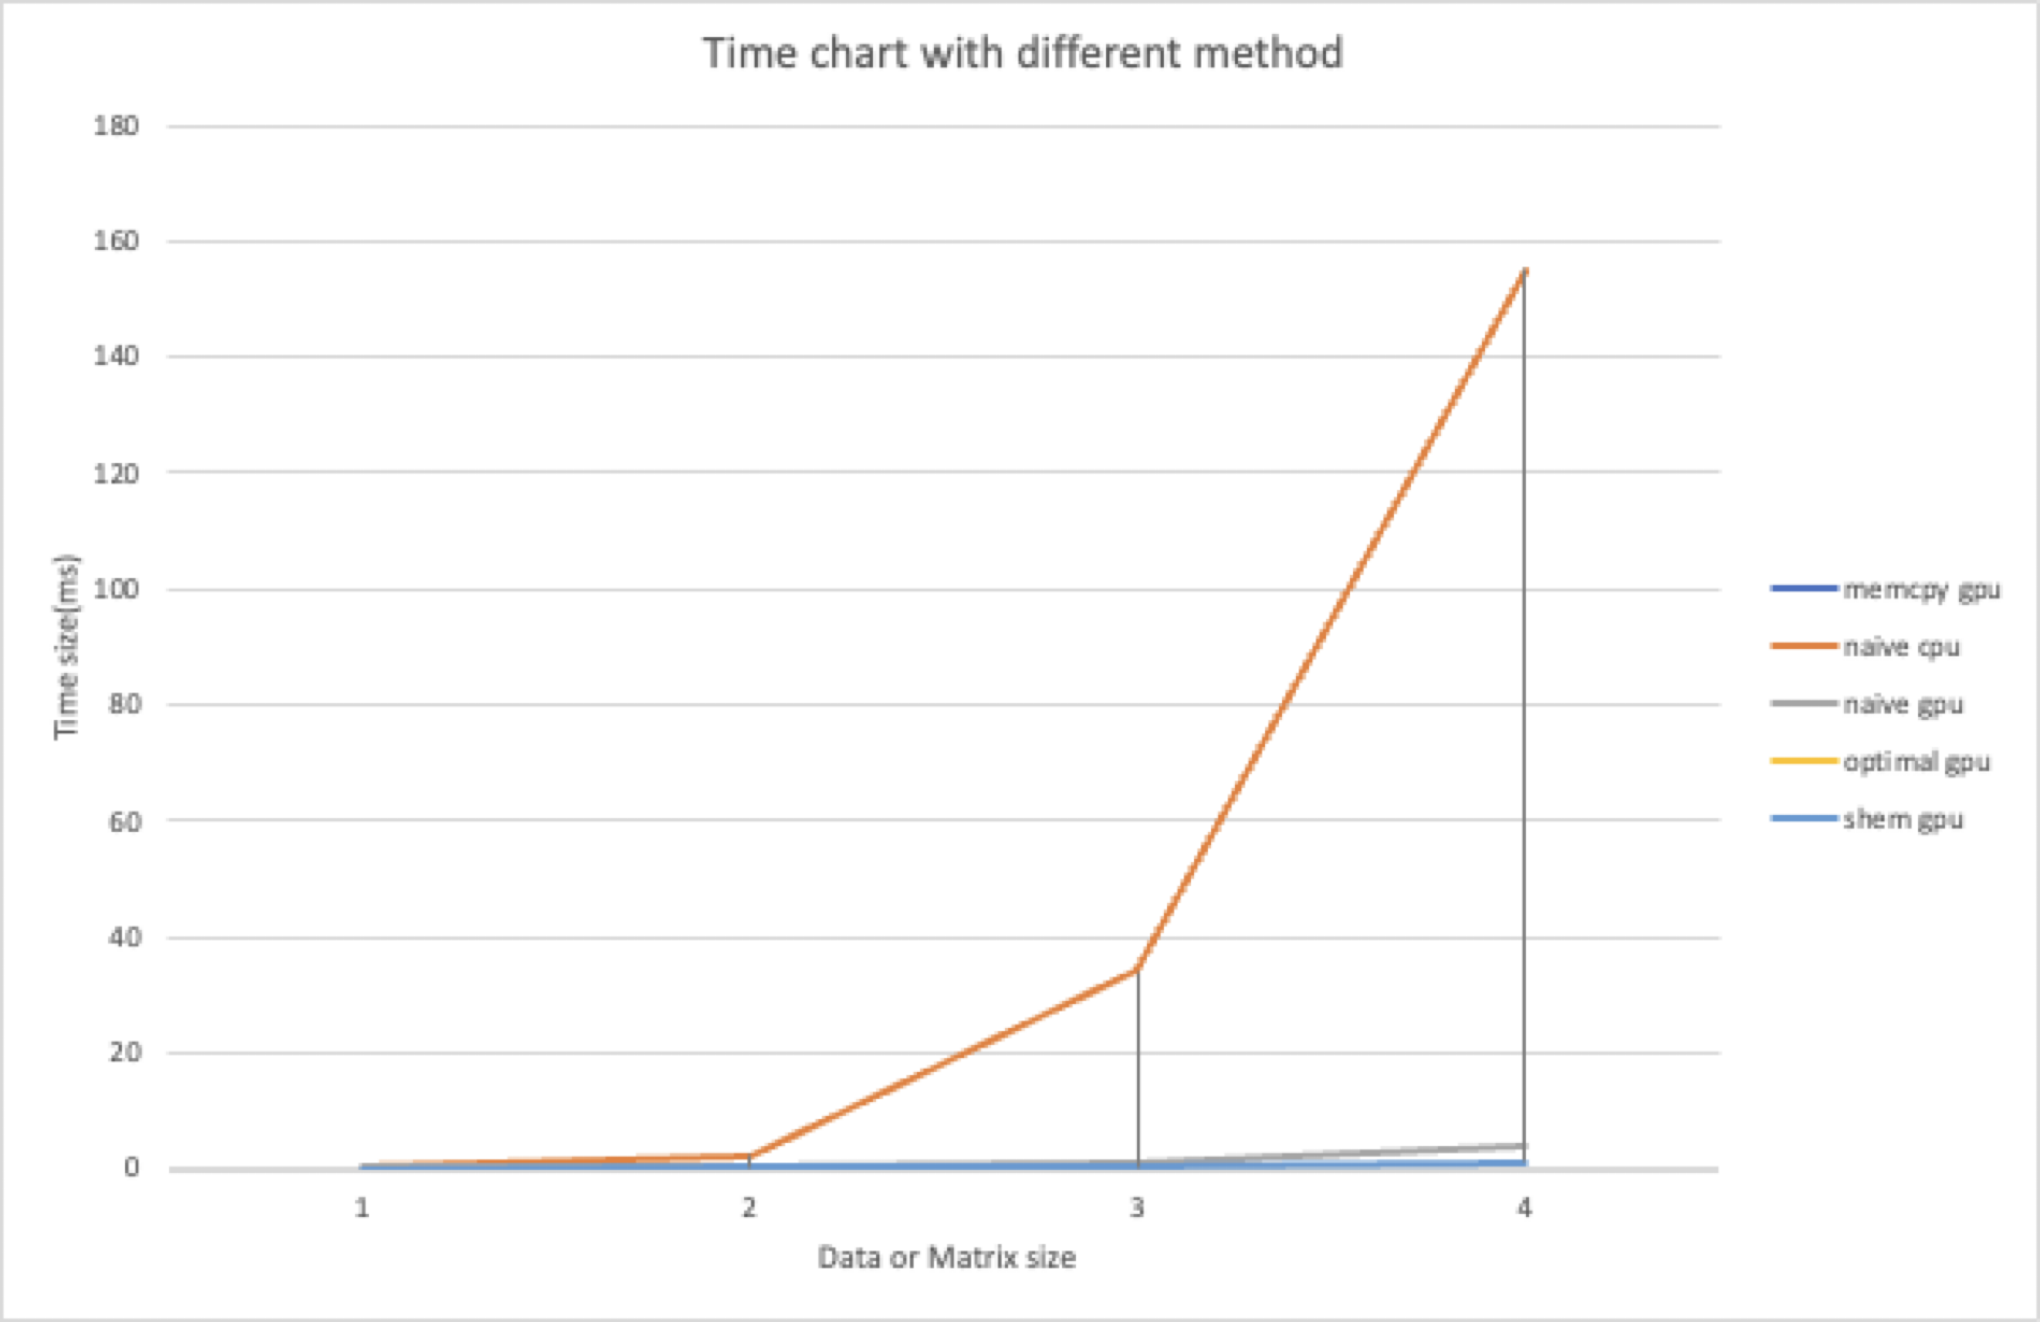 Time chart with different method
180
160
140
120
100
80
60
40
20
0
Time size(ms)
1 2 3 4
Data or Matrix size
memcpy gpu
naive cpu
naive gpu
optimal gpu
shem gpu